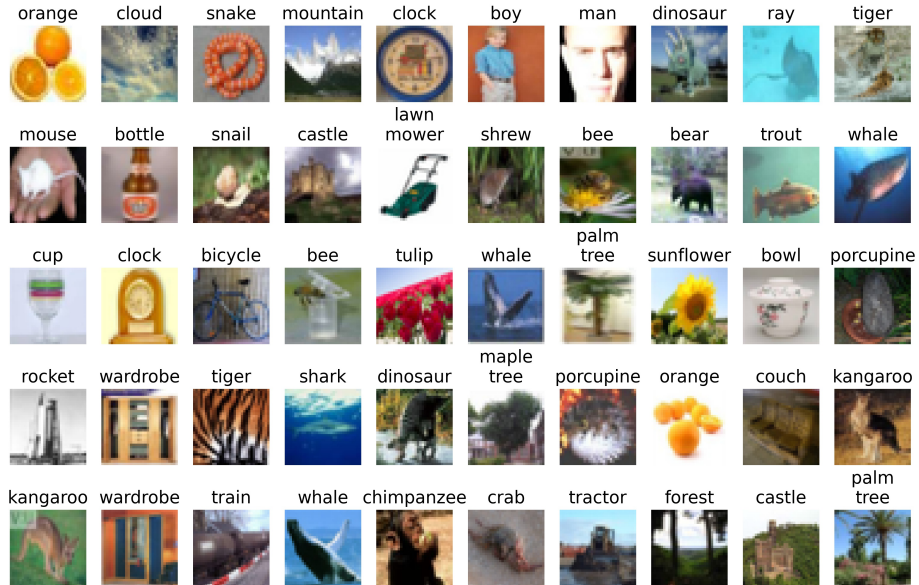 orange cloud snake mountain clock boy man dinosaur ray tiger
mouse bottle snail castle lawn mower shrew bee bear trout whale
cup clock bicycle bee tulip whale palm tree sunflower bowl porcupine
rocket wardrobe tiger shark dinosaur maple tree porcupine orange couch kangaroo
kangaroo wardrobe train whale chimpanzee crab tractor forest castle palm tree